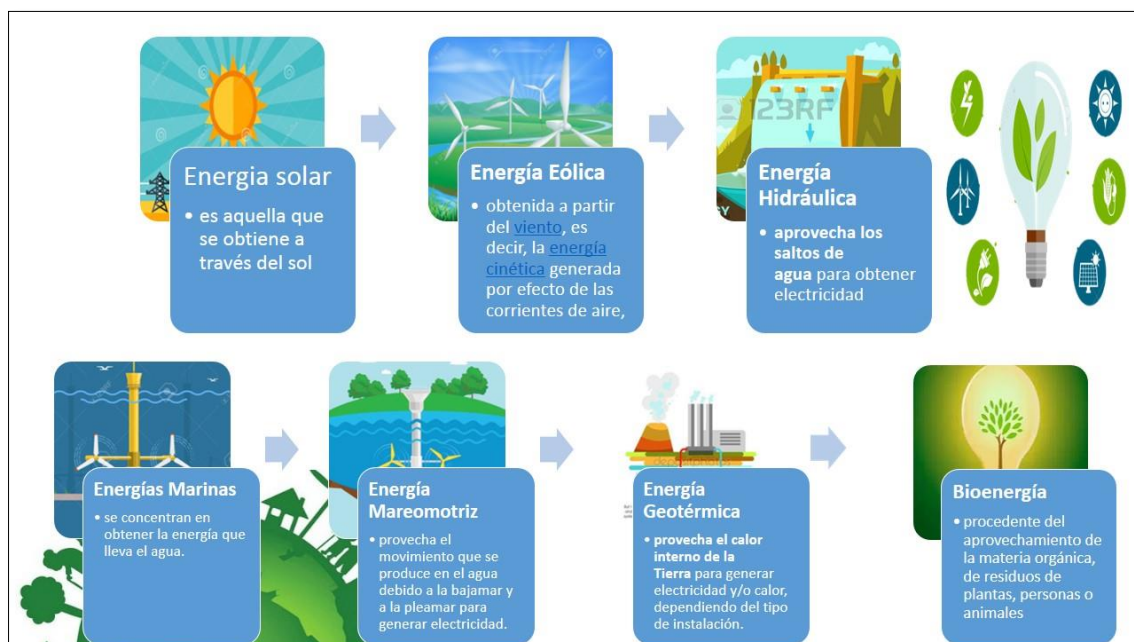 Energia solar
• es aquella que
se obtiene a
través del sol
Energía Eólica
• obtenida a partir
del viento, es
decir, la energía
cinética generada
por efecto de las
corrientes de aire,
123RF
Energía
Hidráulica
• aprovecha los
saltos de
agua para obtener
electricidad
Energías Marinas
• se concentran en
obtener la energía que
lleva el agua.
Energía
Mareomotriz
• provecha el
movimiento que se
produce en el agua
debido a la bajamar y
a la pleamar para
generar electricidad.
Energía
Geotérmica
• provecha el calor
interno de la
Tierra para generar
electricidad y/o calor,
dependiendo del tipo
de instalación.
Bioenergía
• procedente del
aprovechamiento de
la materia orgánica,
de residuos de
plantas, personas o
animales